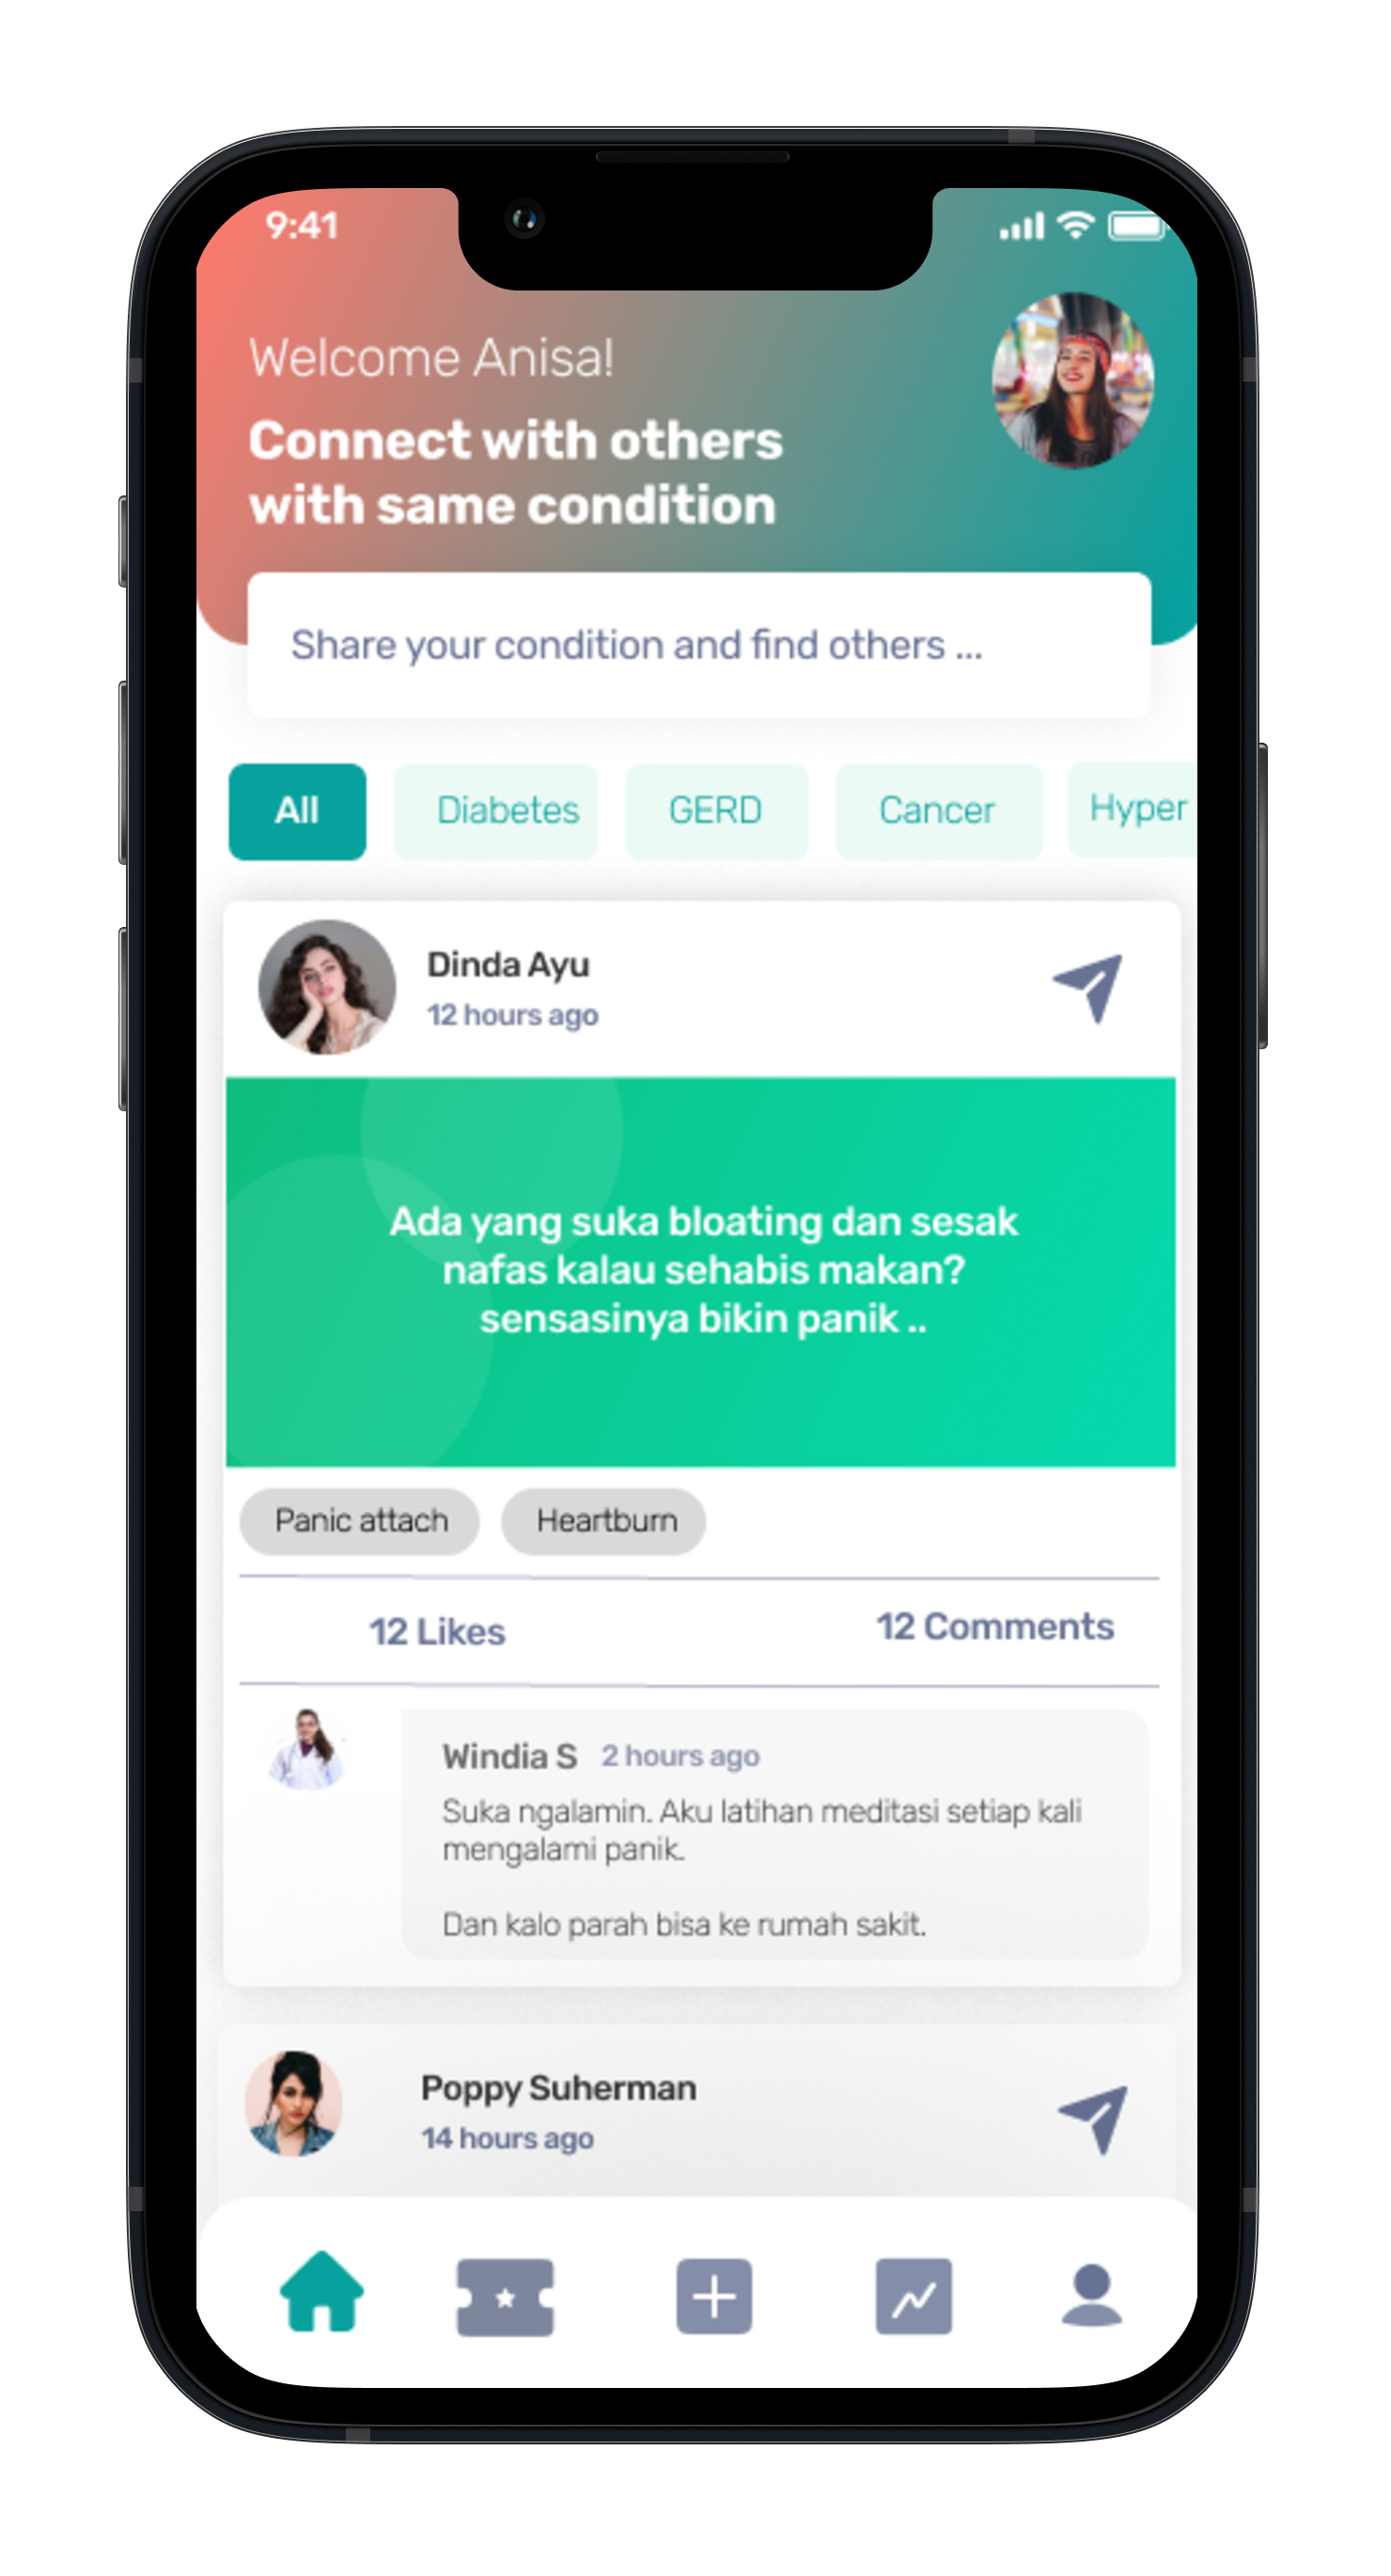 9:41
Welcome Anisa!
Connect with others
with same condition
Share your condition and find others ...
All
Diabetes
GERD
Cancer
Hyper
Dinda Ayu
12 hours ago
Ada yang suka bloating dan sesak
nafas kalau sehabis makan?
sensasinya bikin panik ..
Panic attach
Heartburn
12 Likes
12 Comments
Windia S 2 hours ago
Suka ngalamin. Aku latihan meditasi setiap kali
mengalami panik.
Dan kalo parah bisa ke rumah sakit.
Poppy Suherman
14 hours ago